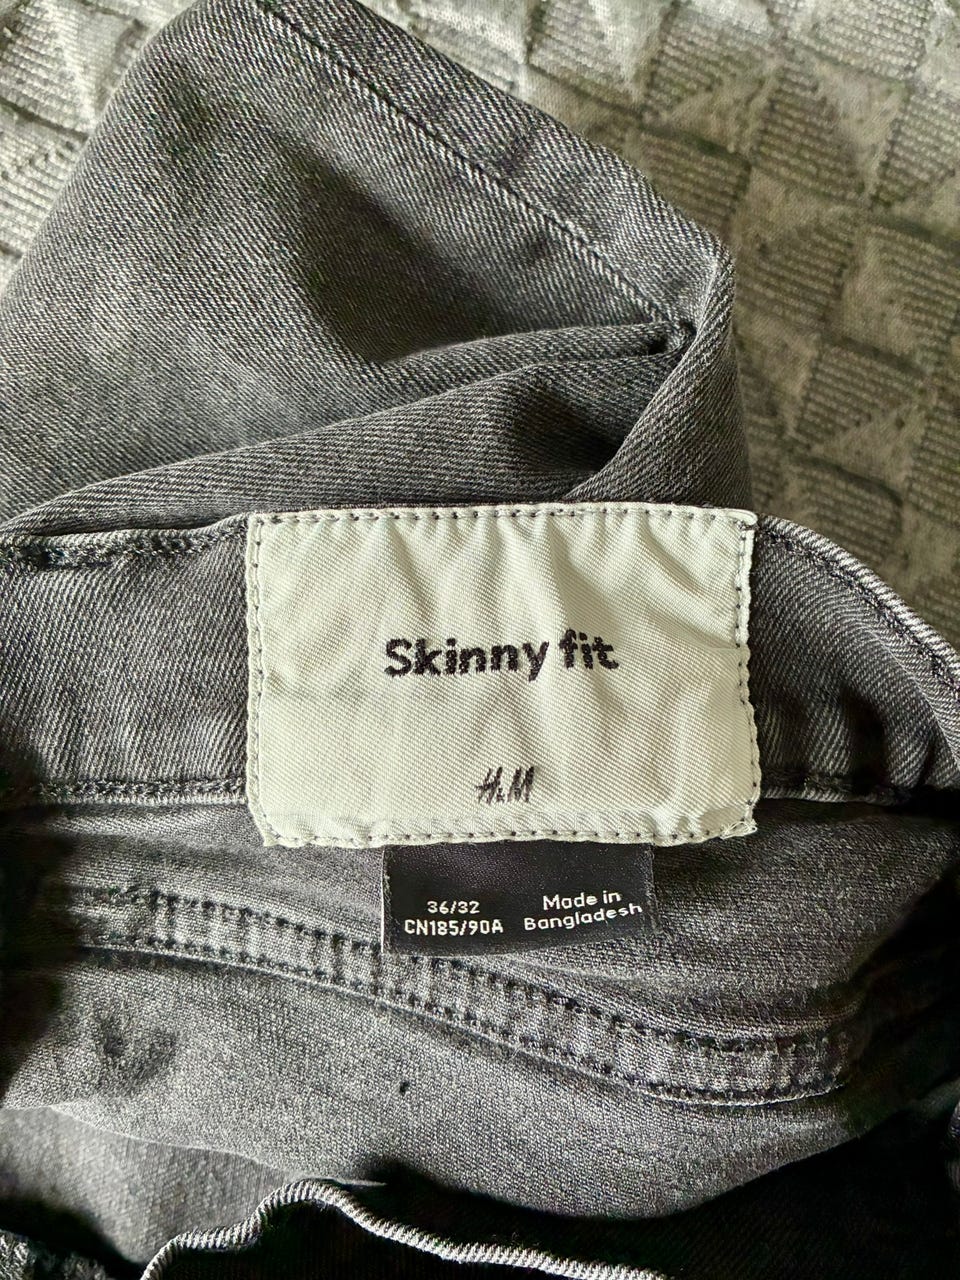 Skinny fit
H&M
36/32
CN185/90A
Made in
Bangladesh